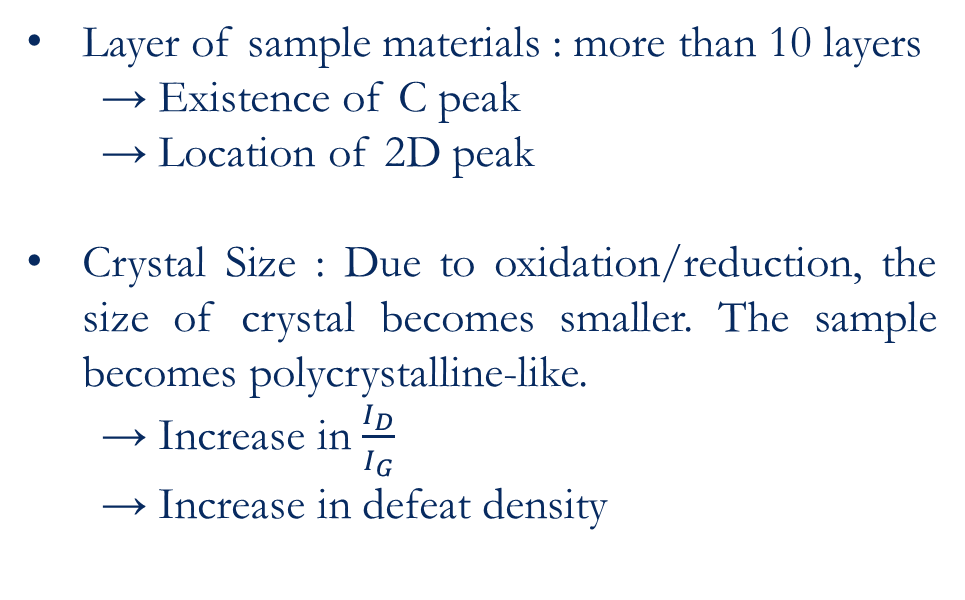 • Layer of sample materials : more than 10 layers
→ Existence of C peak
→ Location of 2D peak
• Crystal Size : Due to oxidation/reduction, the
size of crystal becomes smaller. The sample
becomes polycrystalline-like.
→ Increase in I_D/I_G
→ Increase in defeat density